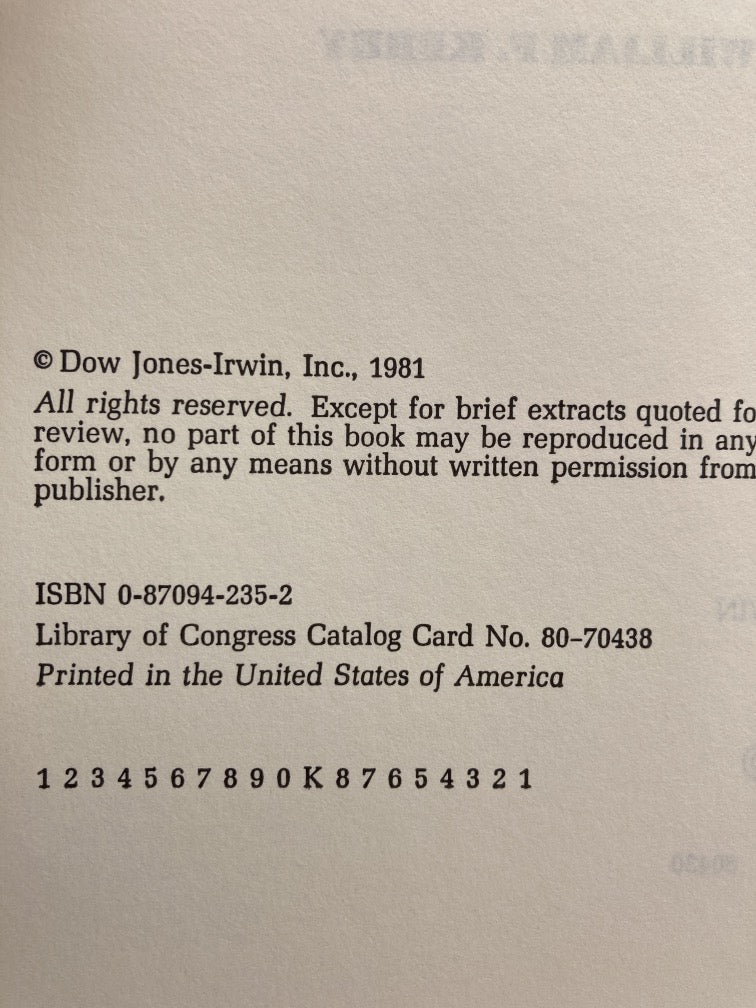 © Dow Jones-Irwin, Inc., 1981
All rights reserved. Except for brief extracts quoted fo
review, no part of this book may be reproduced in any
form or by any means without written permission from
publisher.
ISBN 0-87094-235-2
Library of Congress Catalog Card No. 80–70438
Printed in the United States of America
1 2 3 4 5 6 7 8 9 0 K 8 7 6 5 4 3 2 1